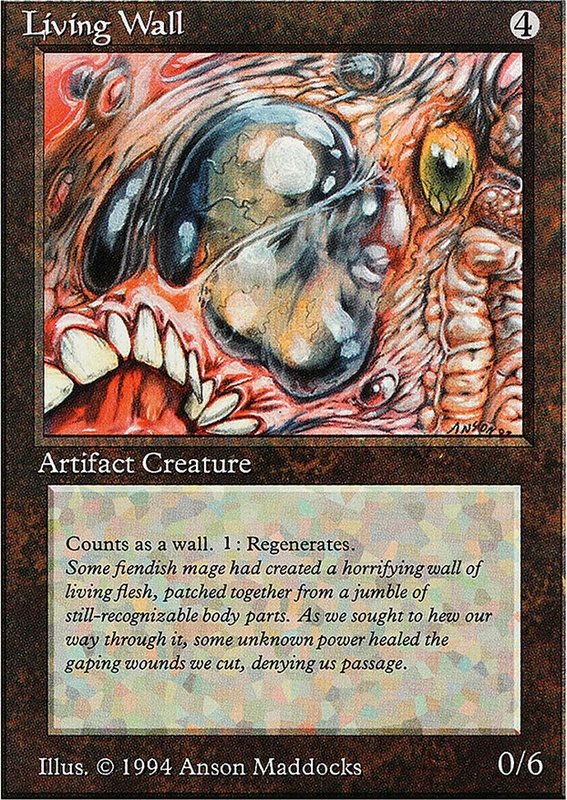 Living Wall 4
ANSON 93
Artifact Creature
Counts as a wall. 1: Regenerates.
Some fiendish mage had created a horrifying wall of
living flesh, patched together from a jumble of
still-recognizable body parts. As we sought to hew our
way through it, some unknown power healed the
gaping wounds we cut, denying us passage.
Illus. © 1994 Anson Maddocks 0/6